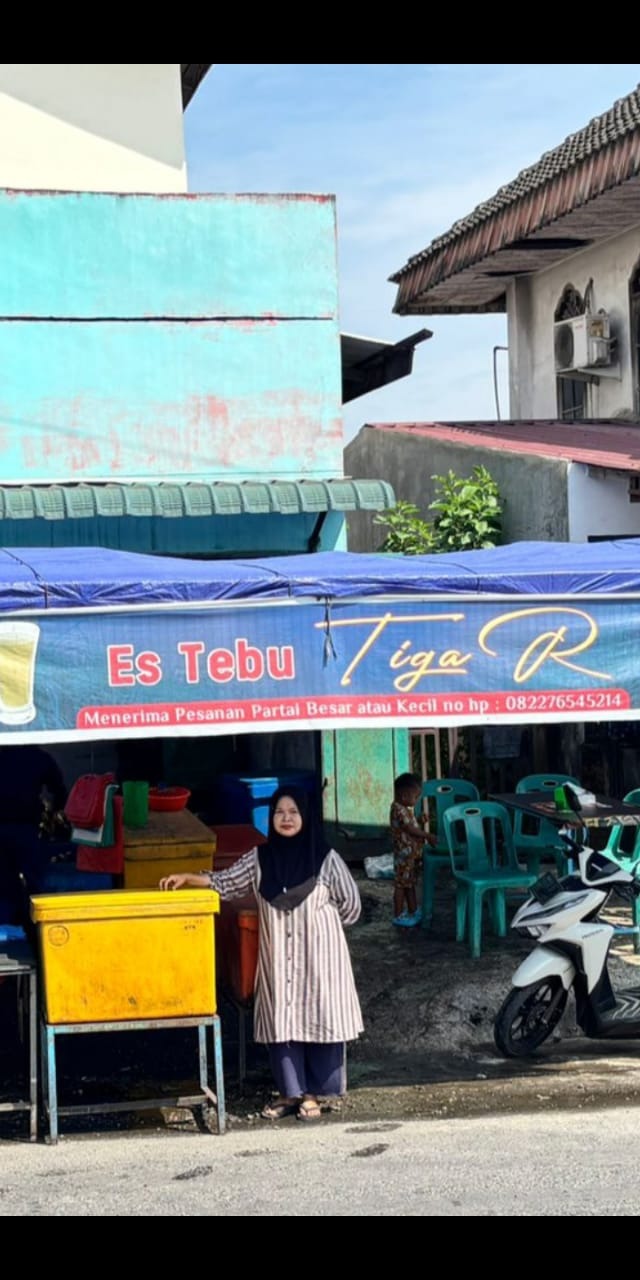 Es Tebu Tiga R
Menerima Pesanan Partai Besar atau Kecil no hp : 082276545214